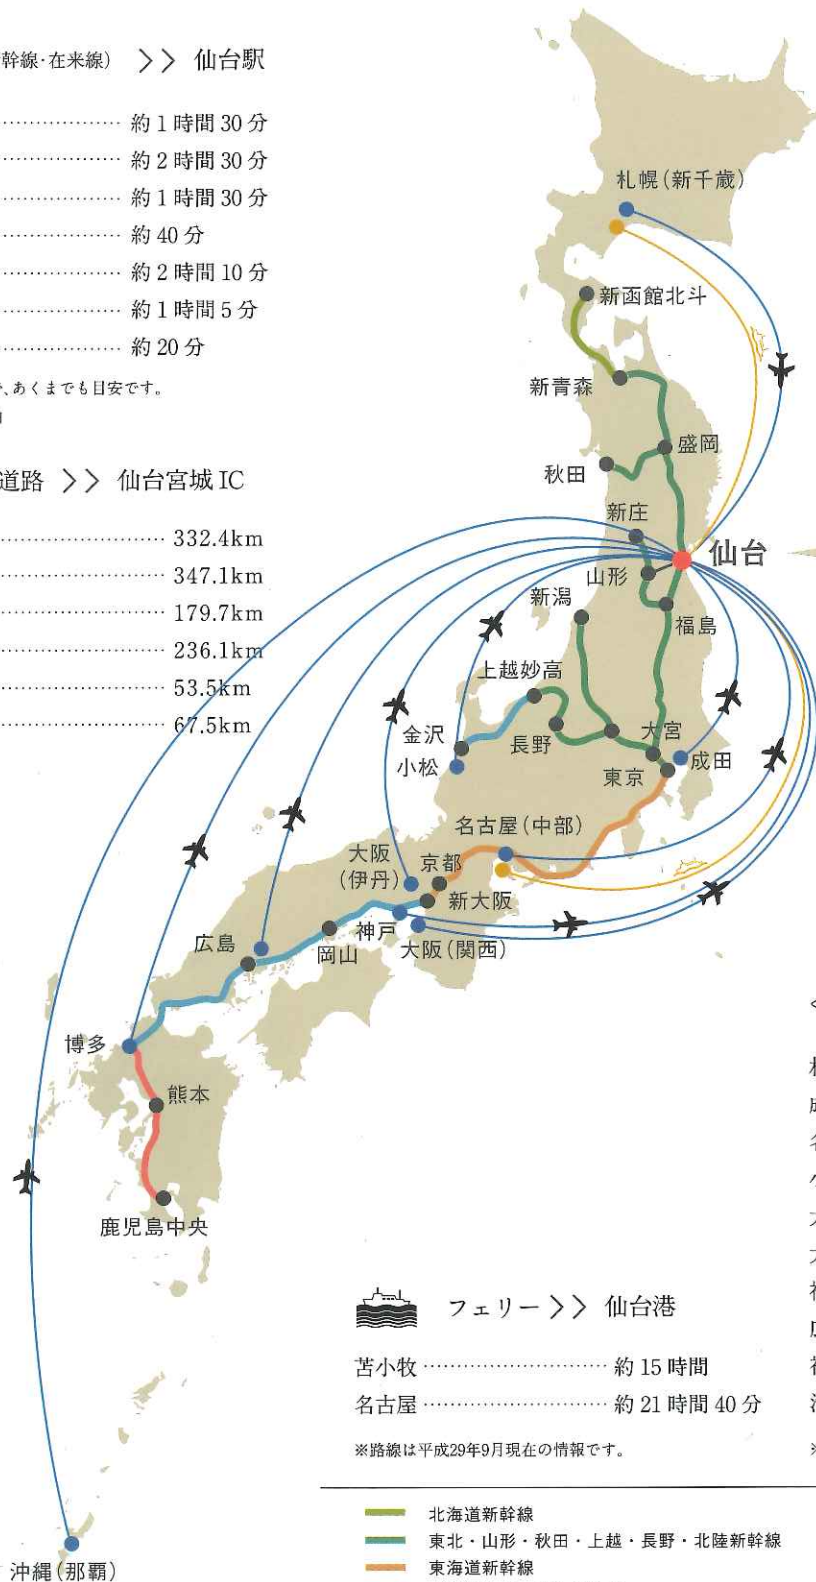 幹線・在来線） >> 仙台駅
約1時間30分
約2時間30分
約1時間30分
約40分
約2時間10分
約1時間5分
約20分
、あくまでも目安です。
道路 >> 仙台宮城IC
332.4km
347.1km
179.7km
236.1km
53.5km
67.5km
札幌（新千歳）
新函館北斗
新青森
盛岡
秋田
新庄
仙台
山形
新潟
福島
上越妙高
金沢
長野
大宮
小松
東京
成田
名古屋（中部）
大阪
（伊丹）
京都
新大阪
神戸
広島
岡山
大阪（関西）
博多
熊本
鹿児島中央
沖縄（那覇）
フェリー >> 仙台港
苫小牧 ……………………… 約15時間
名古屋 ……………………… 約21時間40分
※路線は平成29年9月現在の情報です。
北海道新幹線
東北・山形・秋田・上越・長野・北陸新幹線
東海道新幹線